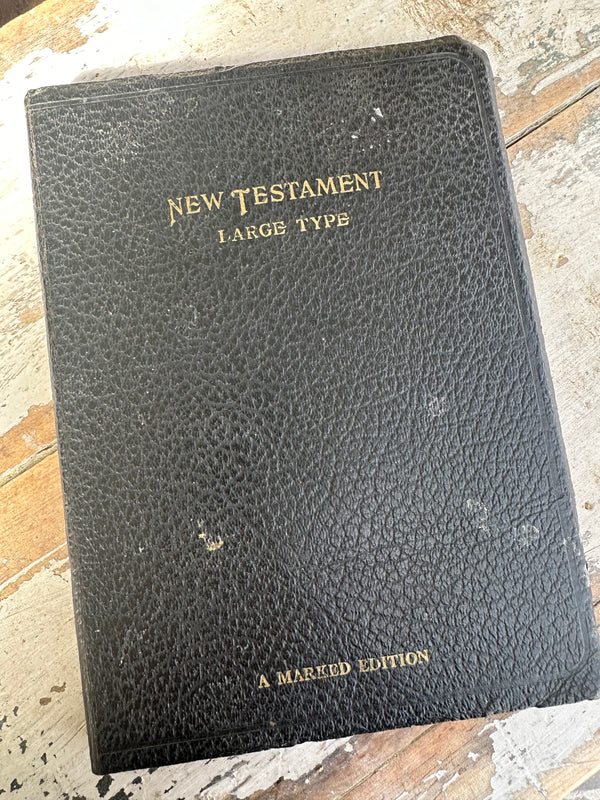 NEW TESTAMENT
LARGE TYPE
A MARKED EDITION